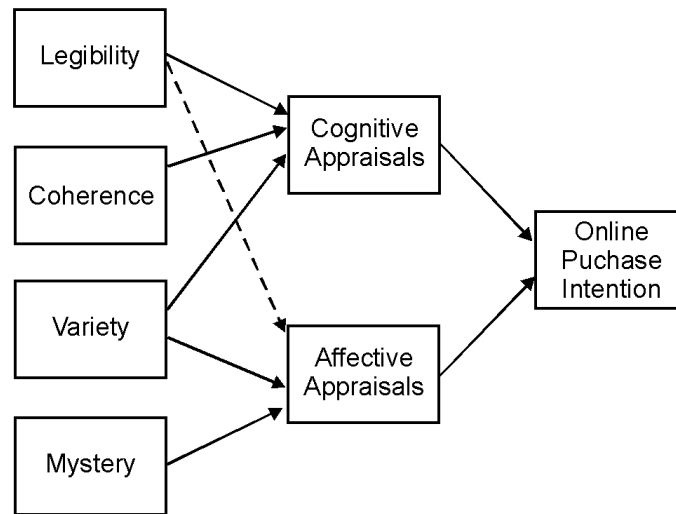 Legibility
Cognitive
Appraisals
Coherence
Online
Puchase
Intention
Variety
Affective
Appraisals
Mystery